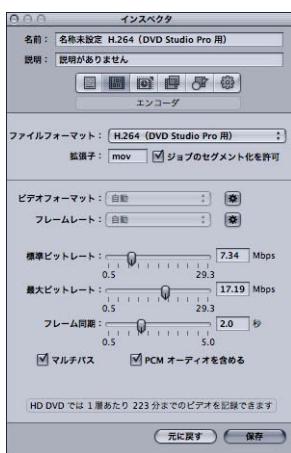 インスペクタ
名前： 名称未設定 H.264（DVD Studio Pro 用）
説明： 説明がありません
エンコーダ
ファイルフォーマット： H.264（DVD Studio Pro 用）
拡張子： mov ジョブのセグメント化を許可
ビデオフォーマット： 自動
フレームレート： 自動
標準ビットレート： 7.34 Mbps
0.5 29.3
最大ビットレート： 17.19 Mbps
0.5 29.3
フレーム同期： 2.0 秒
0.5 5.0
マルチパス PCM オーディオを含める
HD DVD では 1 層あたり 223 分までのビデオを記録できます
元に戻す 保存